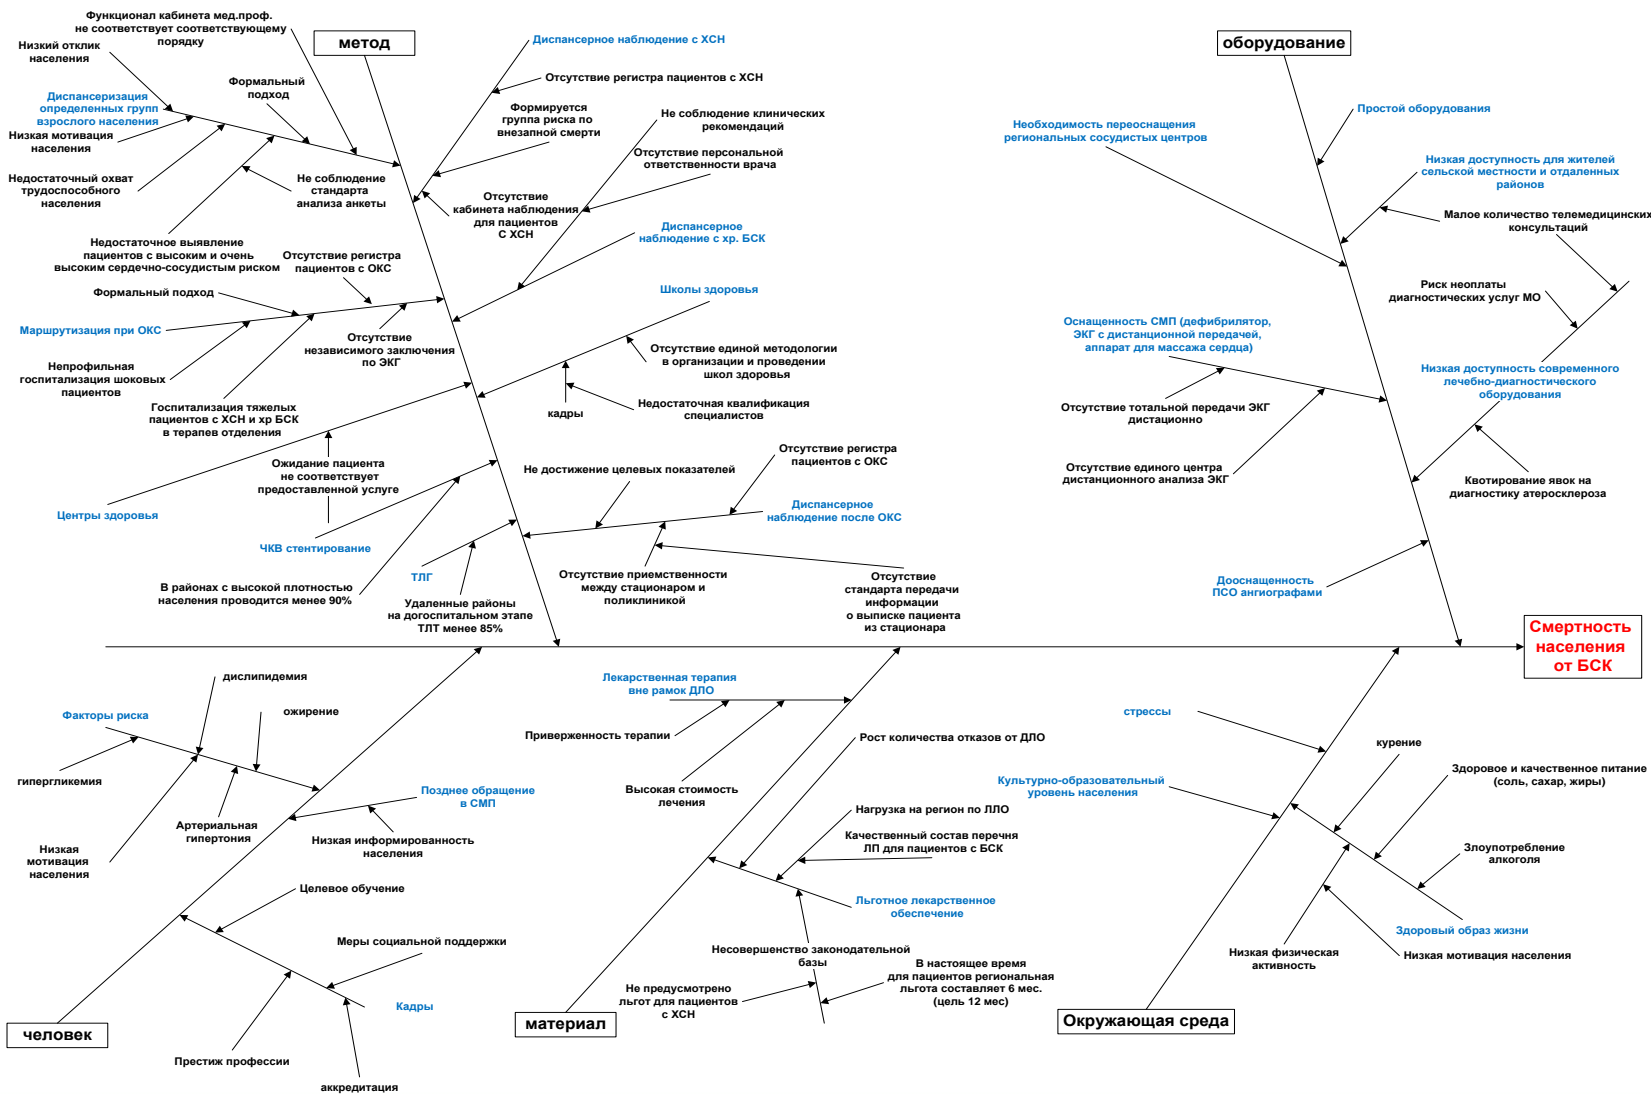 Функционал кабинета мед.проф.
не соответствует соответствующему
порядку
метод
Низкий отклик
населения
Диспансеризация
определенных групп
взрослого населения
Формальный
подход
Низкая мотивация
населения
Недостаточный охват
трудоспособного
населения
Не соблюдение
стандарта
анализа анкеты
Недостаточное выявление
пациентов с высоким и очень
высоким сердечно-сосудистым риском
Диспансерное наблюдение с ХСН
Отсутствие регистра пациентов с ХСН
Формируется
группа риска по
внезапной смерти
Отсутствие
кабинета наблюдения
для пациентов
С ХСН
Не соблюдение клинических
рекомендаций
Отсутствие персональной
ответственности врача
Диспансерное
наблюдение с хр. БСК
Отсутствие регистра
пациентов с ОКС
Формальный подход
Маршрутизация при ОКС
Отсутствие
независимого заключения
по ЭКГ
Непрофильная
госпитализация шоковых
пациентов
Госпитализация тяжелых
пациентов с ХСН и хр БСК
в терапев отделения
Школы здоровья
Отсутствие единой методологии
в организации и проведении
школ здоровья
кадры
Недостаточная квалификация
специалистов
Ожидание пациента
не соответствует
предоставленной услуге
Центры здоровья
ЧКВ стентирование
В районах с высокой плотностью
населения проводится менее 90%
ТЛГ
Удаленные районы
на догоспитальном этапе
ТЛТ менее 85%
Не достижение целевых показателей
Отсутствие регистра
пациентов с ОКС
Диспансерное
наблюдение после ОКС
Отсутствие приемственности
между стационаром и
поликлиникой
Отсутствие
стандарта передачи
информации
о выписке пациента
из стационара
оборудование
Простой оборудования
Необходимость переоснащения
региональных сосудистых центров
Низкая доступность для жителей
сельской местности и отдаленных
районов
Малое количество телемедицинских
консультаций
Риск неоплаты
диагностических услуг МО
Оснащенность СМП (дефибрилятор,
ЭКГ с дистанционной передачей,
аппарат для массажа сердца)
Низкая доступность современного
лечебно-диагностического
оборудования
Отсутствие тотальной передачи ЭКГ
дистационно
Отсутствие единого центра
дистанционного анализа ЭКГ
Квотирование явок на
диагностику атеросклероза
Дооснащенность
ПСО ангиографами
Смертность
населения
от БСК
дислипидемия
Факторы риска
ожирение
гипергликемия
Артериальная
гипертония
Низкая
мотивация
населения
Позднее обращение
в СМП
Низкая информированность
населения
Целевое обучение
Меры социальной поддержки
Кадры
Престиж профессии
аккредитация
человек
Лекарственная терапия
вне рамок ДЛО
Приверженность терапии
Высокая стоимость
лечения
Рост количества отказов от ДЛО
Нагрузка на регион по ЛЛО
Качественный состав перечня
ЛП для пациентов с БСК
Льготное лекарственное
обеспечение
Несовершенство законодательной
базы
Не предусмотрено
льгот для пациентов
с ХСН
В настоящее время
для пациентов региональная
льгота составляет 6 мес.
(цель 12 мес)
материал
стрессы
курение
Культурно-образовательный
уровень населения
Здоровое и качественное питание
(соль, сахар, жиры)
Злоупотребление
алкоголя
Здоровый образ жизни
Низкая физическая
активность
Низкая мотивация населения
Окружающая среда